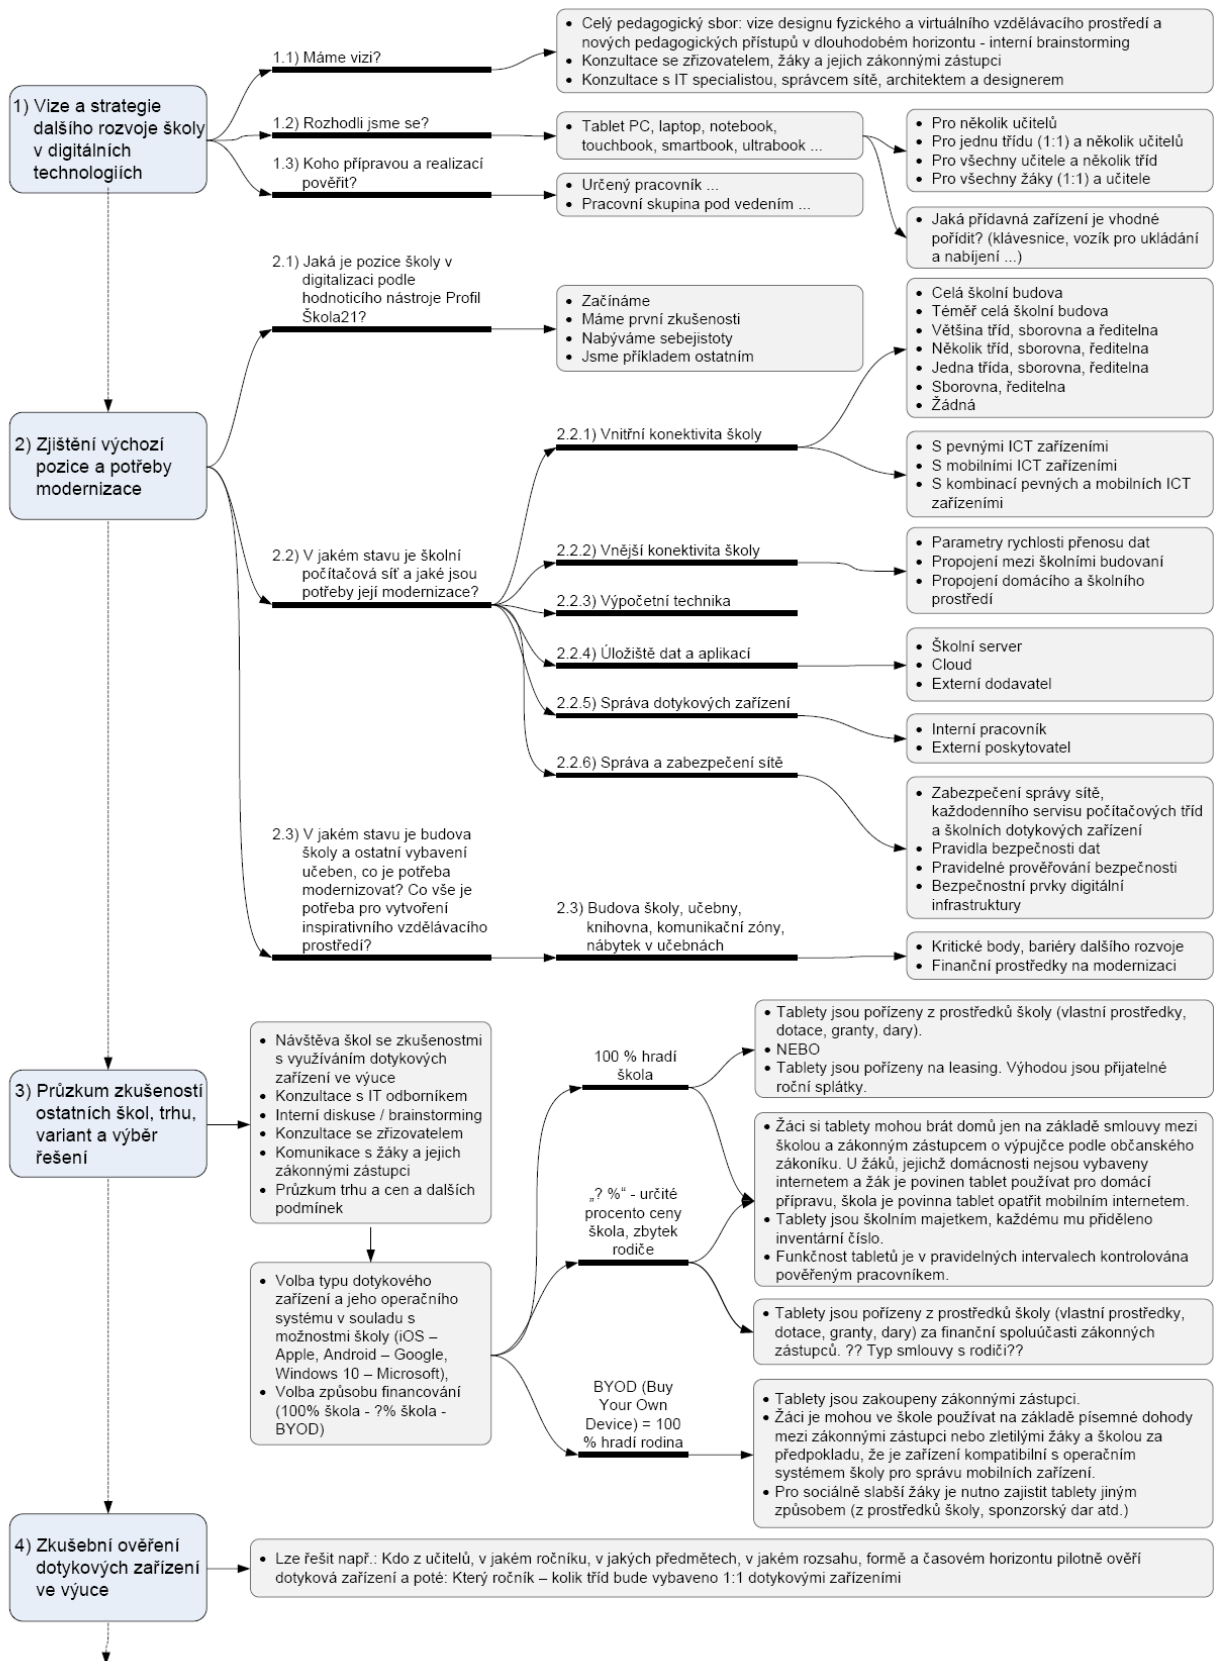 1) Vize a strategie
dalšího rozvoje školy
v digitálních
technologiích
1.1) Máme vizi?
• Celý pedagogický sbor: vize designu fyzického a virtuálního vzdělávacího prostředí a
nových pedagogických přístupů v dlouhodobém horizontu - interní brainstorming
• Konzultace se zřizovatelem, žáky a jejich zákonnými zástupci
• Konzultace s IT specialistou, správcem sítě, architektem a designerem
1.2) Rozhodli jsme se?
• Tablet PC, laptop, notebook,
touchbook, smartbook, ultrabook ...
• Pro několik učitelů
• Pro jednu třídu (1:1) a několik učitelů
• Pro všechny učitele a několik tříd
• Pro všechny žáky (1:1) a učitele
• Jaká přídavná zařízení je vhodné
pořídit? (klávesnice, vozík pro ukládání
a nabíjení ...)
1.3) Koho přípravou a realizací
pověřit?
• Určený pracovník ...
• Pracovní skupina pod vedením ...
2) Zjištění výchozí
pozice a potřeby
modernizace
2.1) Jaká je pozice školy v
digitalizaci podle
hodnoticího nástroje Profil
Škola21?
• Začínáme
• Máme první zkušenosti
• Nabýváme sebejistoty
• Jsme příkladem ostatním
2.2) V jakém stavu je školní
počítačová síť a jaké jsou
potřeby její modernizace?
2.2.1) Vnitřní konektivita školy
• Celá školní budova
• Téměř celá školní budova
• Většina tříd, sborovna a ředitelna
• Několik tříd, sborovna, ředitelna
• Jedna třída, sborovna, ředitelna
• Sborovna, ředitelna
• Žádná
• S pevnými ICT zařízeními
• S mobilními ICT zařízeními
• S kombinací pevných a mobilních ICT
zařízeními
2.2.2) Vnější konektivita školy
• Parametry rychlosti přenosu dat
• Propojení mezi školními budovaní
• Propojení domácího a školního
prostředí
2.2.3) Výpočetní technika
2.2.4) Úložiště dat a aplikací
• Školní server
• Cloud
• Externí dodavatel
2.2.5) Správa dotykových zařízení
• Interní pracovník
• Externí poskytovatel
2.2.6) Správa a zabezpečení sítě
• Zabezpečení správy sítě,
každodenního servisu počítačových tříd
a školních dotykových zařízení
• Pravidla bezpečnosti dat
• Pravidelné prověřování bezpečnosti
• Bezpečnostní prvky digitální
infrastruktury
2.3) V jakém stavu je budova
školy a ostatní vybavení
učeben, co je potřeba
modernizovat? Co vše je
potřeba pro vytvoření
inspirativního vzdělávacího
prostředí?
2.3) Budova školy, učebny,
knihovna, komunikační zóny,
nábytek v učebnách
• Kritické body, bariéry dalšího rozvoje
• Finanční prostředky na modernizaci
3) Průzkum zkušeností
ostatních škol, trhu,
variant a výběr
řešení
• Návštěva škol se zkušenostmi
s využíváním dotykových
zařízení ve výuce
• Konzultace s IT odborníkem
• Interní diskuse / brainstorming
• Konzultace se zřizovatelem
• Komunikace s žáky a jejich
zákonnými zástupci
• Průzkum trhu a cen a dalších
podmínek
• Volba typu dotykového
zařízení a jeho operačního
systému v souladu s
možnostmi školy (iOS –
Apple, Android – Google,
Windows 10 – Microsoft),
• Volba způsobu financování
(100% škola - ?% škola -
BYOD)
100 % hradí
škola
• Tablety jsou pořízeny z prostředků školy (vlastní prostředky,
dotace, granty, dary).
• NEBO
• Tablety jsou pořízeny na leasing. Výhodou jsou přijatelné
roční splátky.
„? %“ - určité
procento ceny
škola, zbytek
rodiče
• Žáci si tablety mohou brát domů jen na základě smlouvy mezi
školou a zákonným zástupcem o výpujčce podle občanského
zákoníku. U žáků, jejichž domácnosti nejsou vybaveny
internetem a žák je povinen tablet používat pro domácí
přípravu, škola je povinna tablet opatřit mobilním internetem.
• Tablety jsou školním majetkem, každému mu přiděleno
inventární číslo.
• Funkčnost tabletů je v pravidelných intervalech kontrolována
pověřeným pracovníkem.
• Tablety jsou pořízeny z prostředků školy (vlastní prostředky,
dotace, granty, dary) za finanční spoluúčasti zákonných
zástupců. ?? Typ smlouvy s rodiči??
BYOD (Buy
Your Own
Device) = 100
% hradí rodina
• Tablety jsou zakoupeny zákonnými zástupci.
• Žáci je mohou ve škole používat na základě písemné dohody
mezi zákonnými zástupci nebo zletilými žáky a školou za
předpokladu, že je zařízení kompatibilní s operačním
systémem školy pro správu mobilních zařízení.
• Pro sociálně slabší žáky je nutno zajistit tablety jiným
způsobem (z prostředků školy, sponzorský dar atd.)
4) Zkušební ověření
dotykových zařízení
ve výuce
• Lze řešit např.: Kdo z učitelů, v jakém ročníku, v jakých předmětech, v jakém rozsahu, formě a časovém horizontu pilotně ověří
dotyková zařízení a poté: Který ročník – kolik tříd bude vybaveno 1:1 dotykovými zařízeními